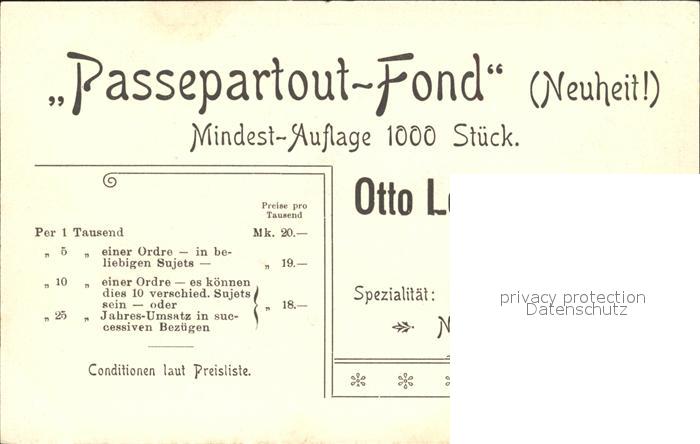 „Passepartout-Fond“ (Neuheit!)
Mindest-Auflage 1000 Stück.
Preise pro
Tausend
Per 1 Tausend Mk. 20.—
„ 5 „ einer Ordre — in be-
liebigen Sujets — „ 19.—
„ 10 „ einer Ordre — es können
dies 10 verschied. Sujets
sein — oder „ 18.—
„ 25 „ Jahres-Umsatz in suc-
cessiven Bezügen
Conditionen laut Preisliste.
Otto
Spezialität:
privacy protection
Datenschutz